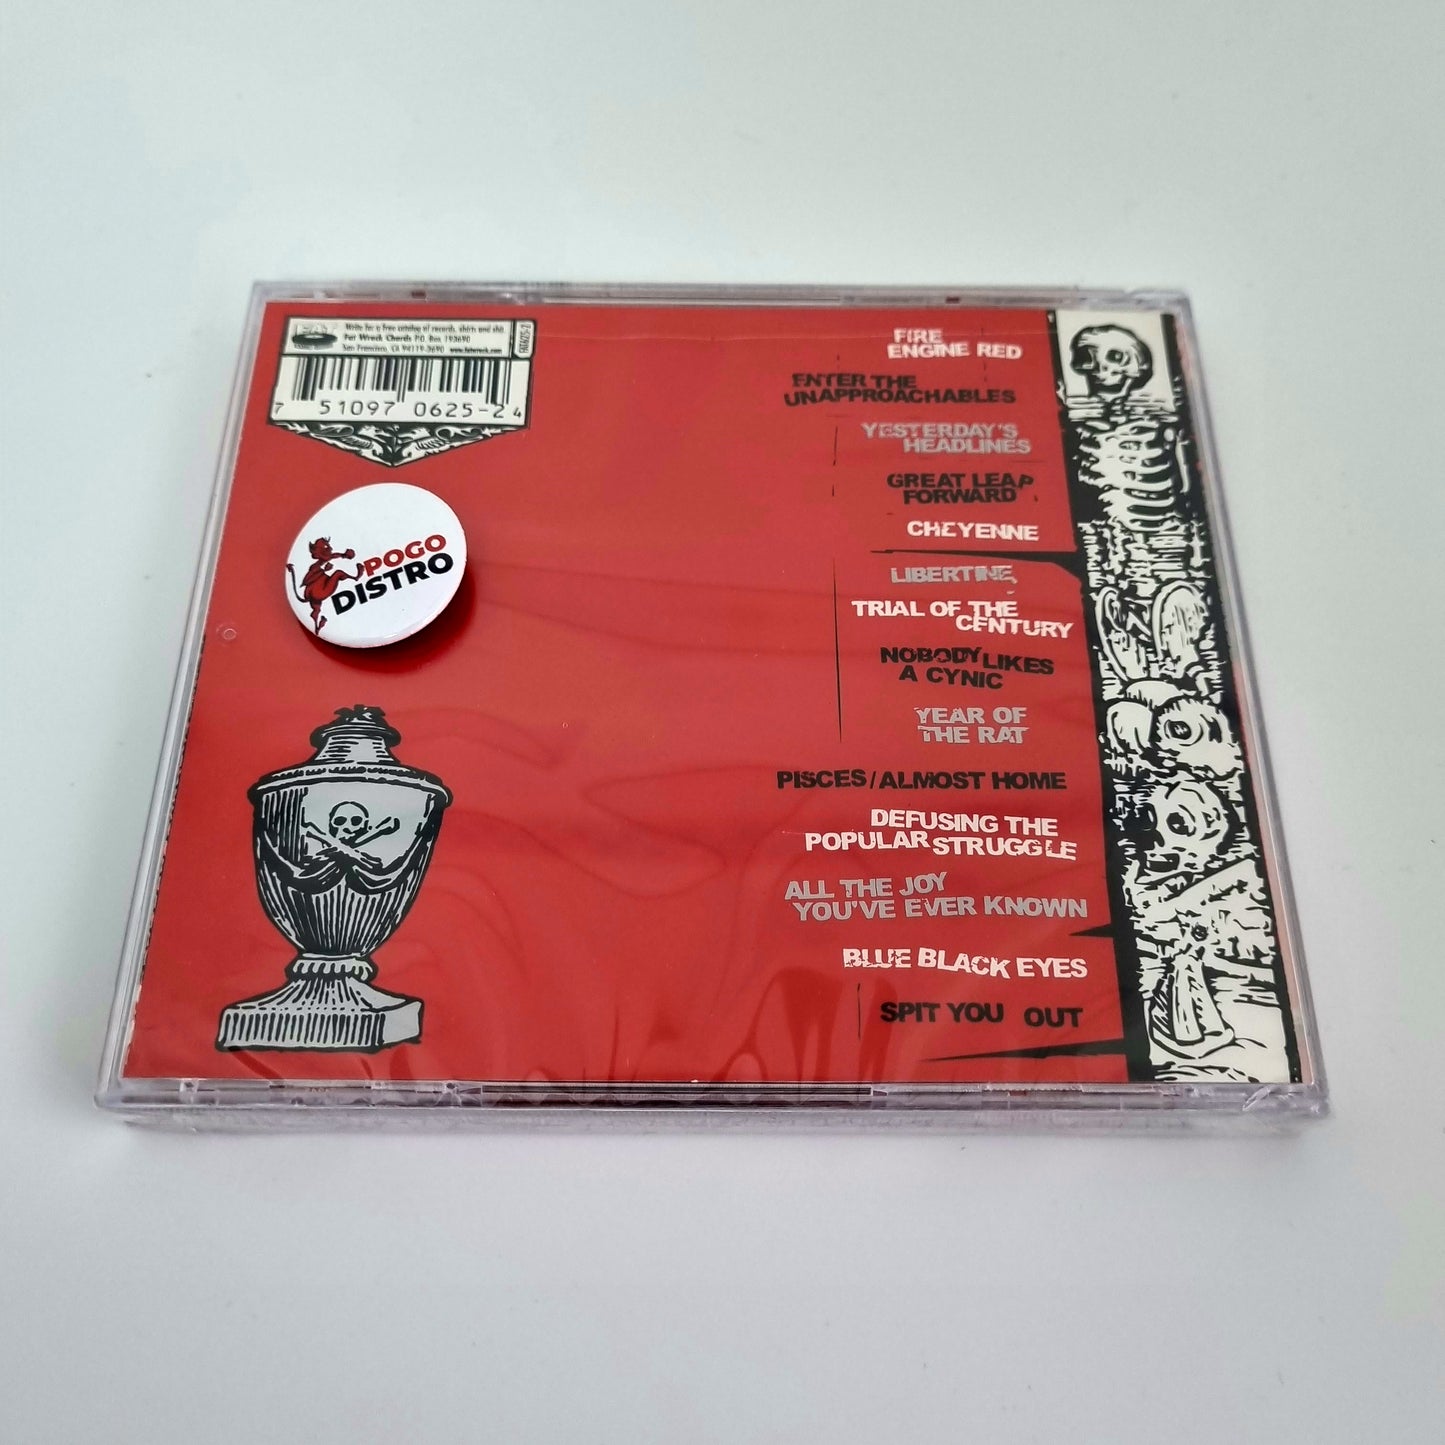 FAT
Write for a free catalog of records, shirts and shit.
Fat Wreck Chords P.O. Box 193690
San Francisco, CA 94119-3690 www.fatwreck.com
FAT625-2
7 51097 0625-2 4
POGO
DISTRO
FIRE
ENGINE RED
ENTER THE
UNAPPROACHABLES
YESTERDAY'S
HEADLINES
GREAT LEAP
FORWARD
CHEYENNE
LIBERTINE
TRIAL OF THE
CENTURY
NOBODY LIKES
A CYNIC
YEAR OF
THE RAT
PISCES/ALMOST HOME
DEFUSING THE
POPULAR STRUGGLE
ALL THE JOY
YOU'VE EVER KNOWN
BLUE BLACK EYES
SPIT YOU OUT